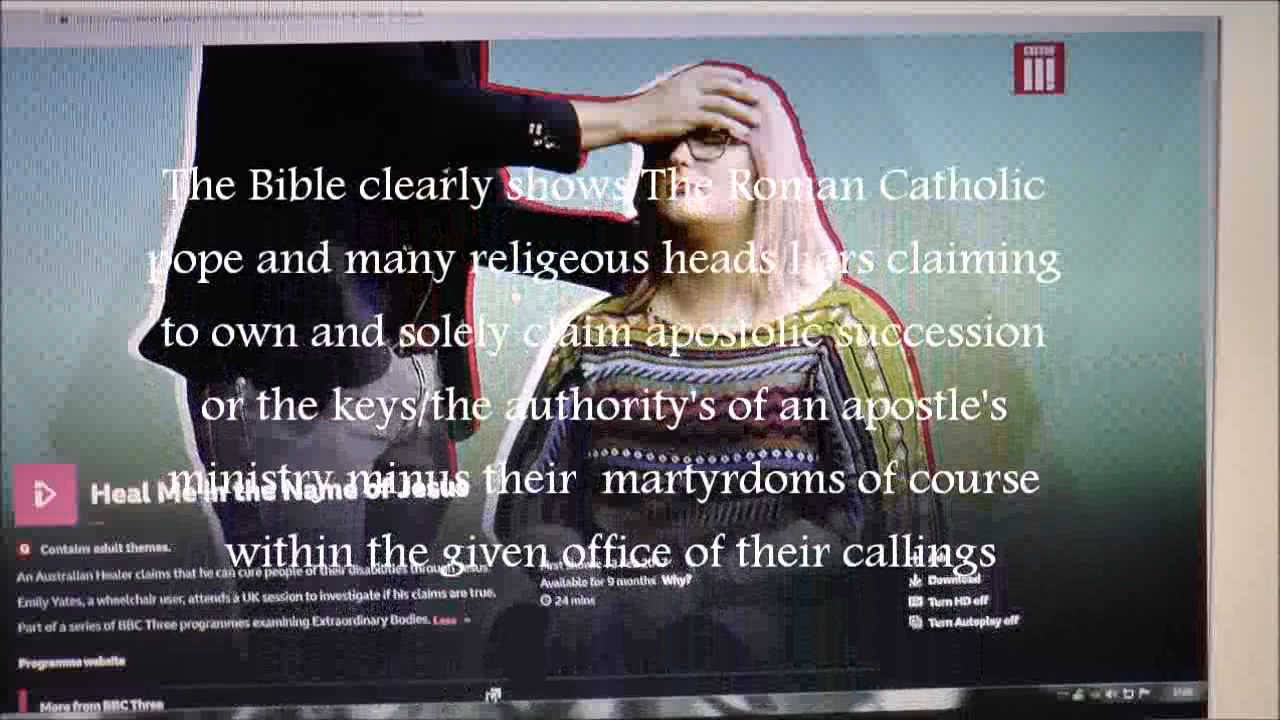 The Bible clearly shows The Roman Catholic
pope and many religeous heads liars claiming
to own and solely claim apostolic succession
or the keys/the authority's of an apostle's
ministry minus their martyrdoms of course
within the given office of their callings
BBC
Heal Me in the Name of Jesus
Contains adult themes.
An Australian Healer claims that he can cure people of their disabilities through Jesus.
Emily Yates, a wheelchair user, attends a UK session to investigate if his claims are true.
Part of a series of BBC Three programmes examining Extraordinary Bodies. Less
Available for 9 months Why?
24 mins
Download
Turn HD off
Turn Autoplay off
Programme website
More from BBC Three